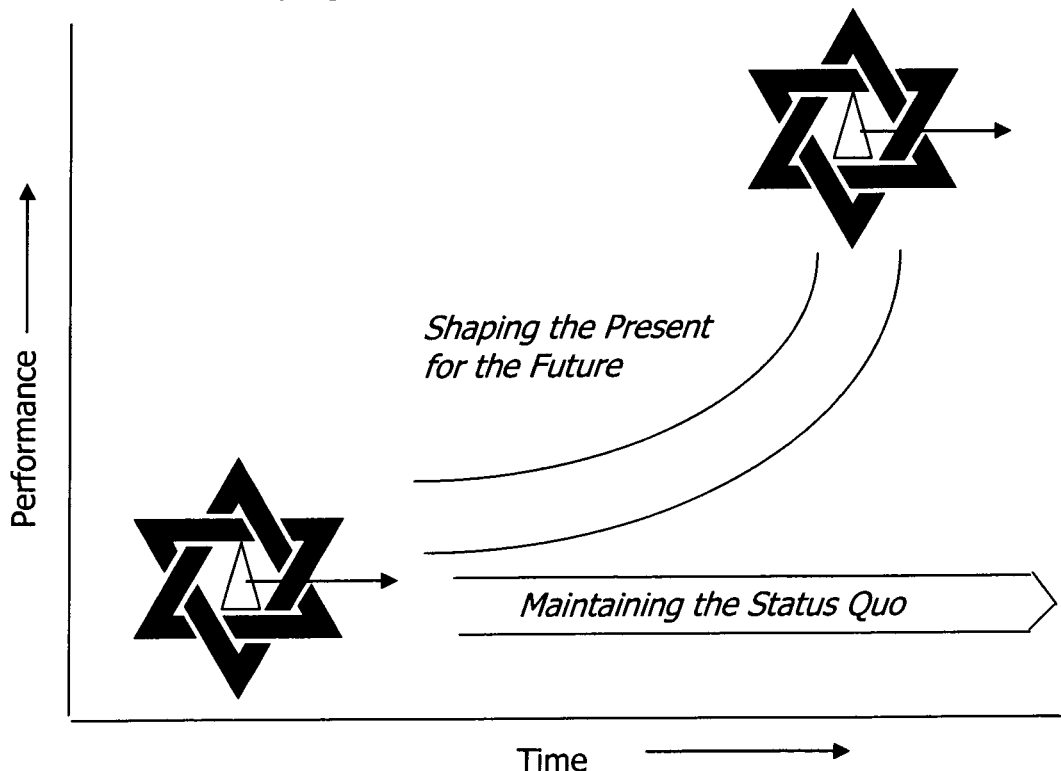 Shaping the Present
for the Future
Performance
Maintaining the Status Quo
Time